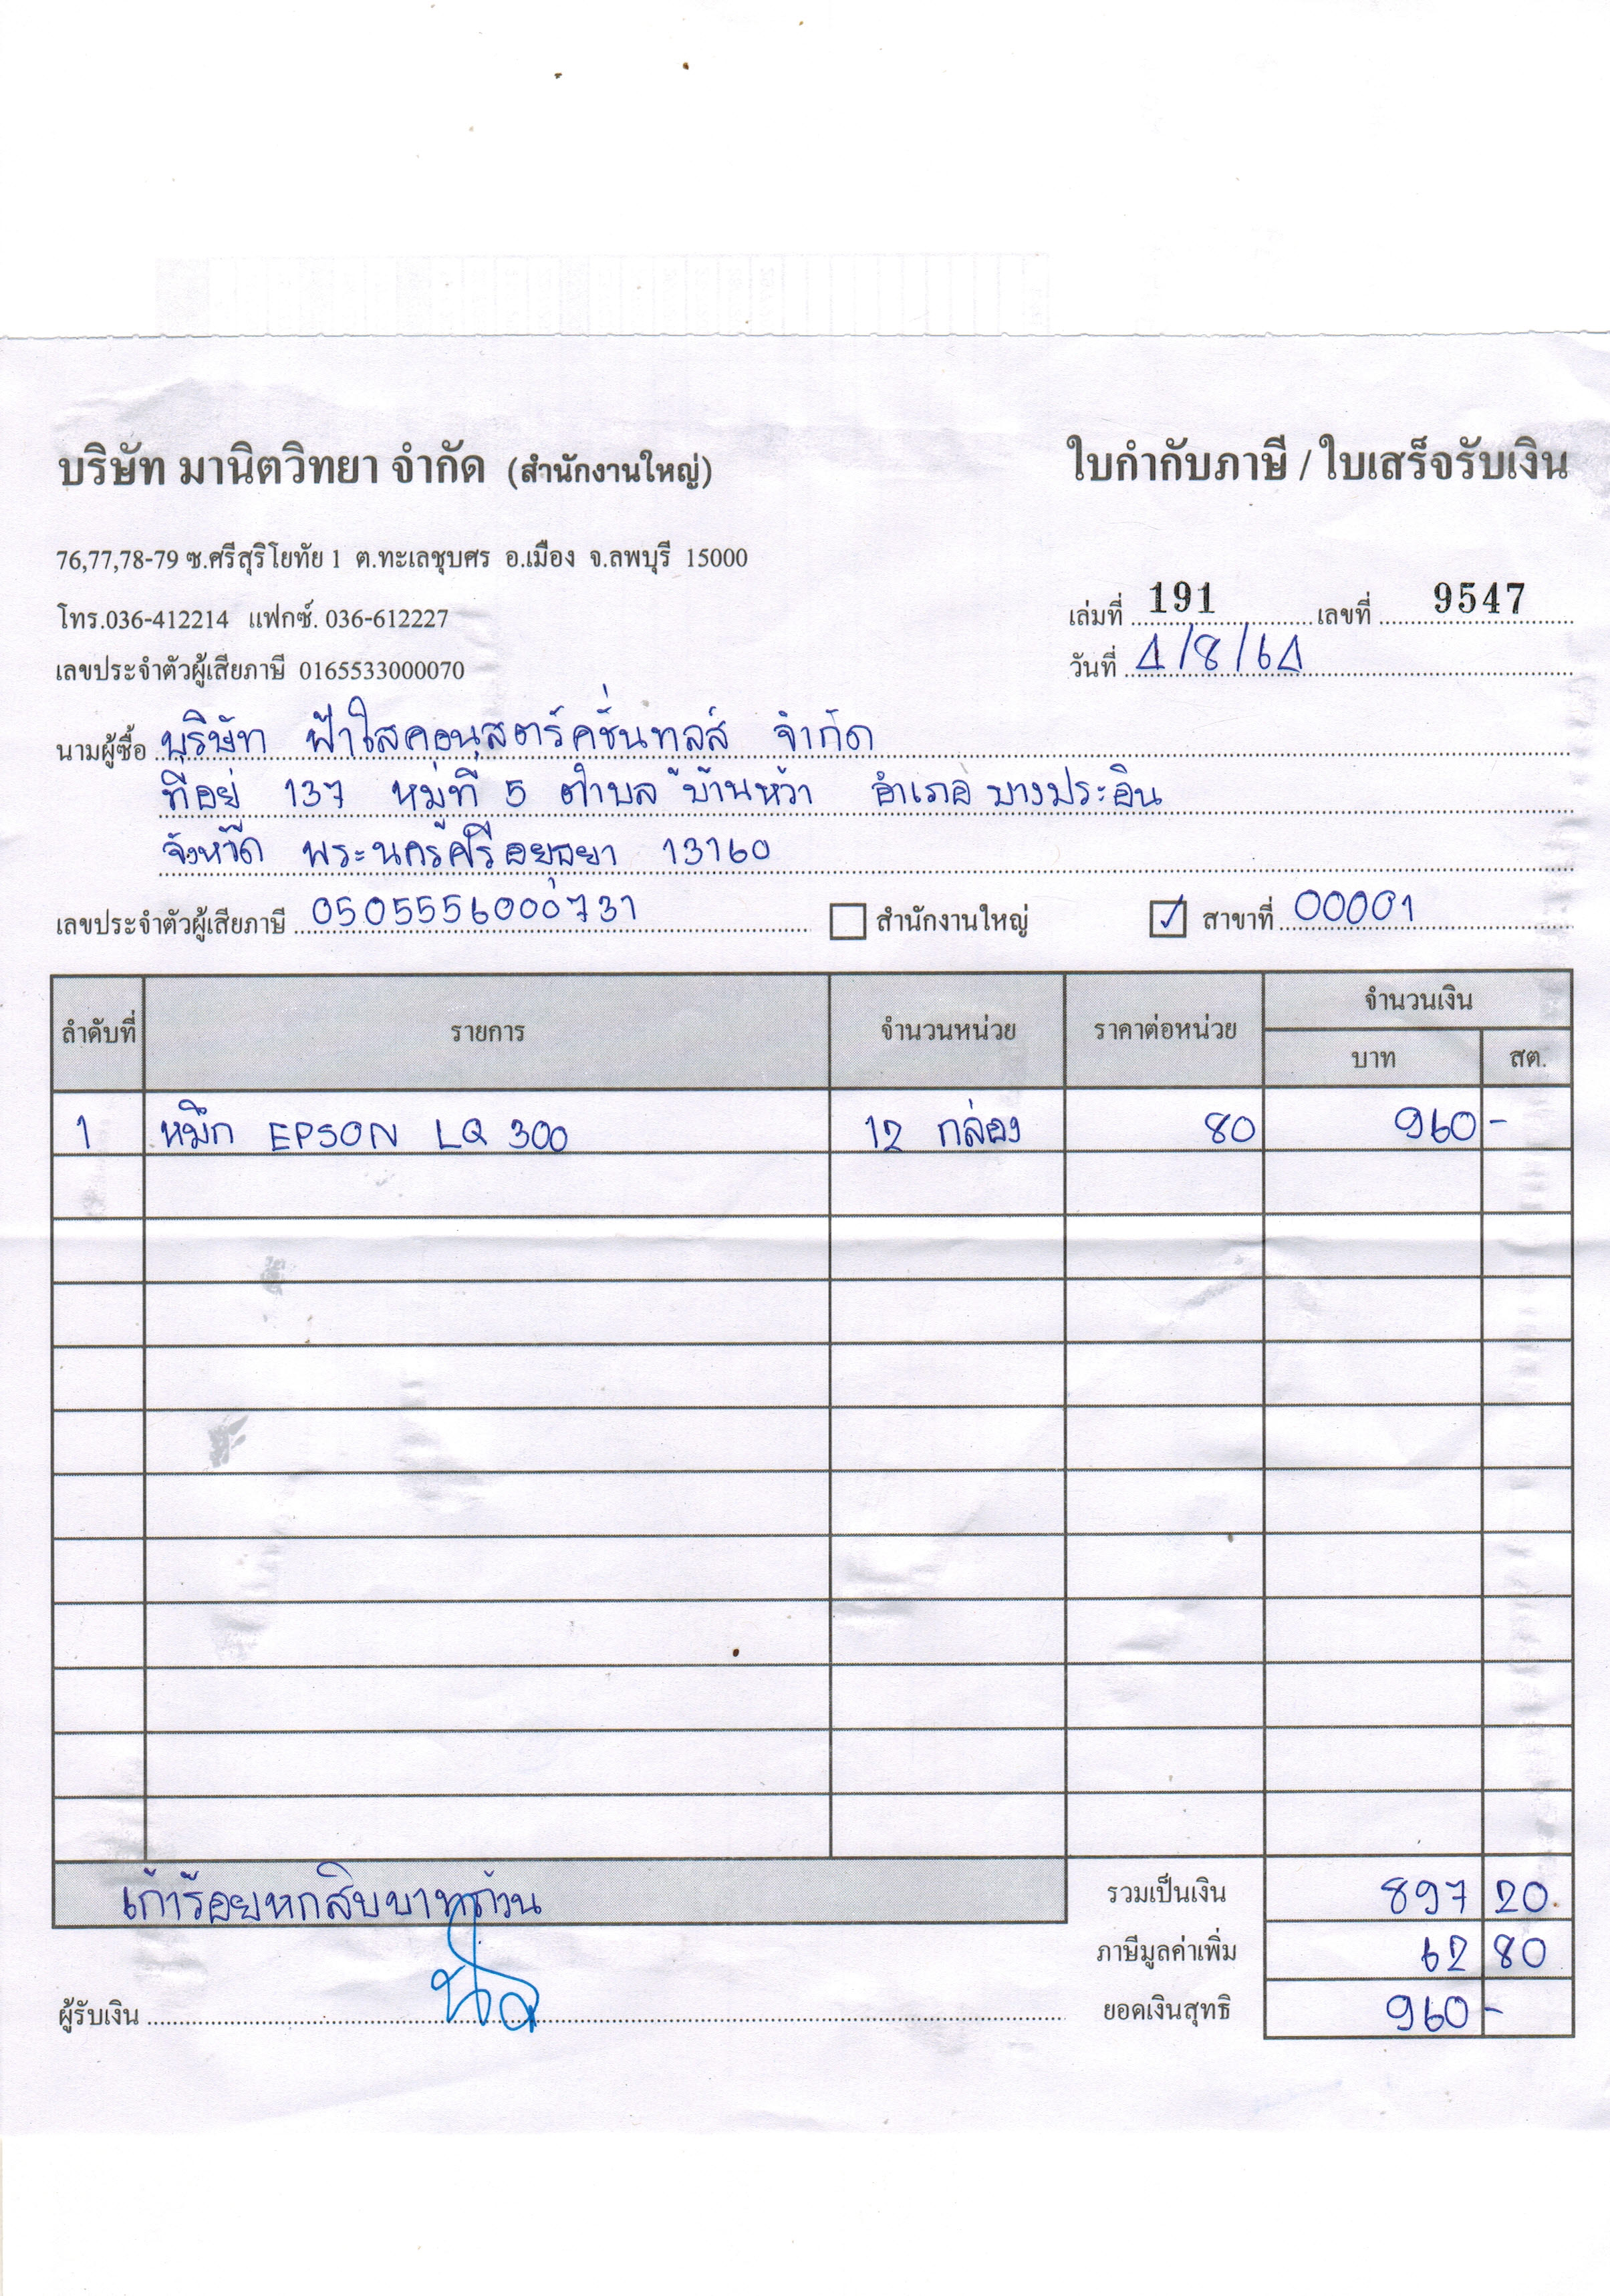 บริษัท มานิตวิทยา จำกัด (สำนักงานใหญ่)
ใบกำกับภาษี / ใบเสร็จรับเงิน
76,77,78-79 ซ.ศรีสุริโยทัย 1 ต.ทะเลชุบศร อ.เมือง จ.ลพบุรี 15000
โทร.036-412214 แฟกซ์. 036-612227
เล่มที่ 191 เลขที่ 9547
เลขประจำตัวผู้เสียภาษี 0165533000070
วันที่ 4/8/64
นามผู้ซื้อ บริษัท ฟ้าใสคอนสตรัคชั่นทูลส์ จำกัด
ที่อยู่ 137 หมู่ที่ 5 ตำบล บ้านหว้า อำเภอ บางปะอิน
จังหวัด พระนครศรีอยุธยา 13160
เลขประจำตัวผู้เสียภาษี 0505556000731 สำนักงานใหญ่ ✓ สาขาที่ 00001
ลำดับที่ รายการ จำนวนหน่วย ราคาต่อหน่วย จำนวนเงิน
บาท สต.
1 หมึก EPSON LQ 300 12 กล่อง 80 960 -
เก้าร้อยหกสิบบาทถ้วน
รวมเป็นเงิน 897 20
ภาษีมูลค่าเพิ่ม 62 80
ผู้รับเงิน
ยอดเงินสุทธิ 960 -